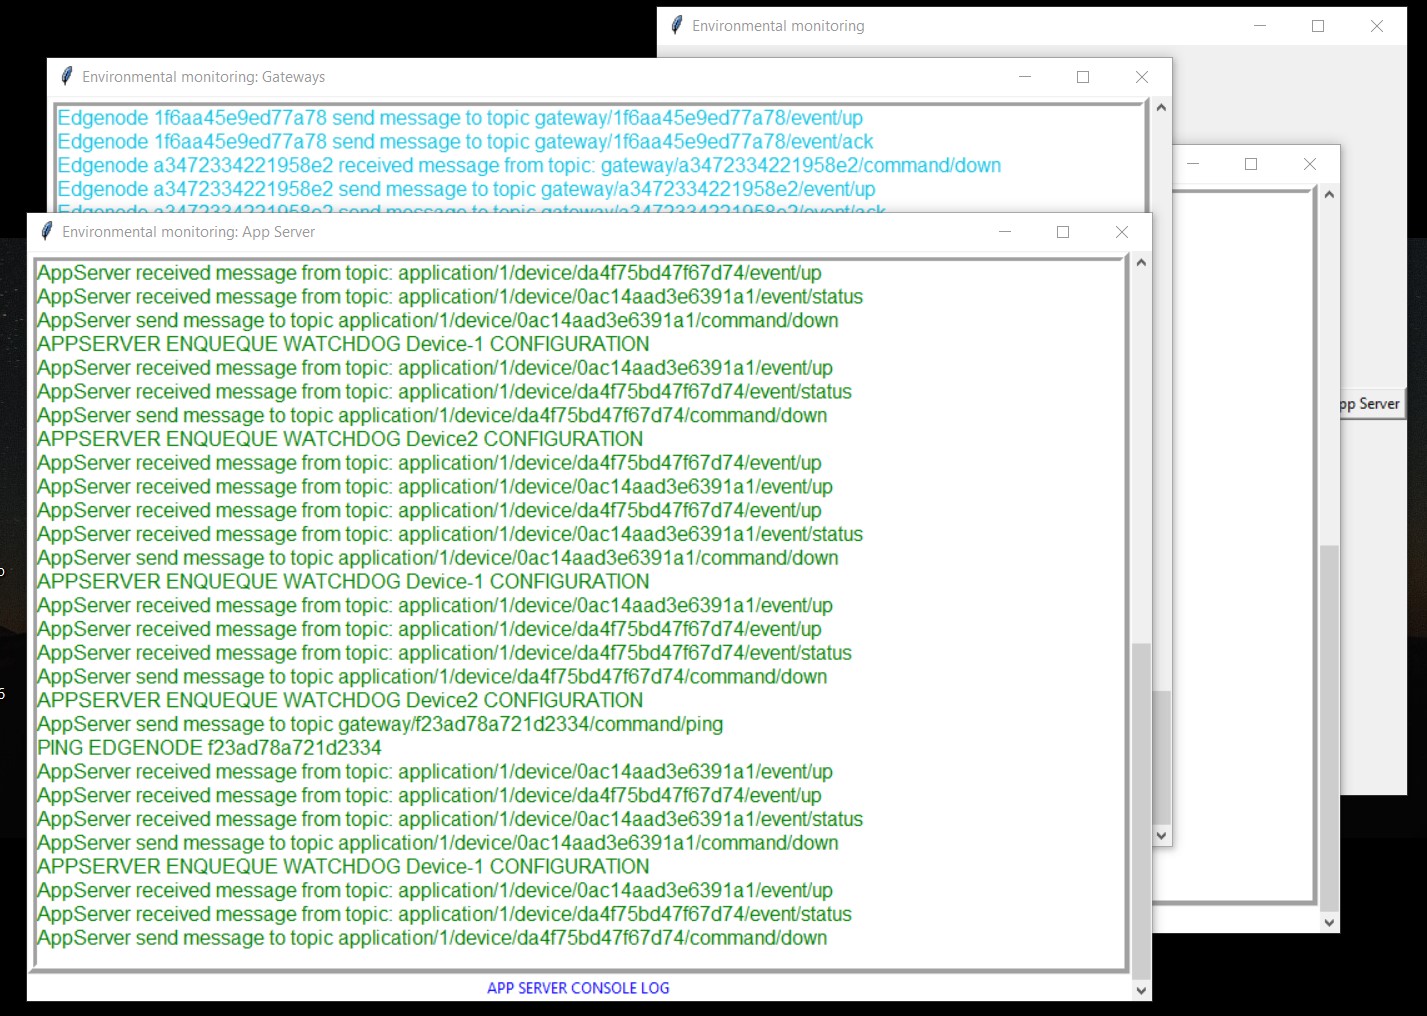 Environmental monitoring
Environmental monitoring: Gateways
Edgenode 1f6aa45e9ed77a78 send message to topic gateway/1f6aa45e9ed77a78/event/up
Edgenode 1f6aa45e9ed77a78 send message to topic gateway/1f6aa45e9ed77a78/event/ack
Edgenode a3472334221958e2 received message from topic: gateway/a3472334221958e2/command/down
Edgenode a3472334221958e2 send message to topic gateway/a3472334221958e2/event/up
Edgenode a3472334221958e2 send message to topic gateway/a3472334221958e2/event/ack
Environmental monitoring: App Server
AppServer received message from topic: application/1/device/da4f75bd47f67d74/event/up
AppServer received message from topic: application/1/device/0ac14aad3e6391a1/event/status
AppServer send message to topic application/1/device/0ac14aad3e6391a1/command/down
APPSERVER ENQUEQUE WATCHDOG Device-1 CONFIGURATION
AppServer received message from topic: application/1/device/0ac14aad3e6391a1/event/up
AppServer received message from topic: application/1/device/da4f75bd47f67d74/event/status
AppServer send message to topic application/1/device/da4f75bd47f67d74/command/down
APPSERVER ENQUEQUE WATCHDOG Device2 CONFIGURATION
AppServer received message from topic: application/1/device/da4f75bd47f67d74/event/up
AppServer received message from topic: application/1/device/0ac14aad3e6391a1/event/up
AppServer received message from topic: application/1/device/da4f75bd47f67d74/event/up
AppServer received message from topic: application/1/device/0ac14aad3e6391a1/event/status
AppServer send message to topic application/1/device/0ac14aad3e6391a1/command/down
APPSERVER ENQUEQUE WATCHDOG Device-1 CONFIGURATION
AppServer received message from topic: application/1/device/0ac14aad3e6391a1/event/up
AppServer received message from topic: application/1/device/da4f75bd47f67d74/event/up
AppServer received message from topic: application/1/device/da4f75bd47f67d74/event/status
AppServer send message to topic application/1/device/da4f75bd47f67d74/command/down
APPSERVER ENQUEQUE WATCHDOG Device2 CONFIGURATION
AppServer send message to topic gateway/f23ad78a721d2334/command/ping
PING EDGENODE f23ad78a721d2334
AppServer received message from topic: application/1/device/0ac14aad3e6391a1/event/up
AppServer received message from topic: application/1/device/da4f75bd47f67d74/event/up
AppServer received message from topic: application/1/device/0ac14aad3e6391a1/event/status
AppServer send message to topic application/1/device/0ac14aad3e6391a1/command/down
APPSERVER ENQUEQUE WATCHDOG Device-1 CONFIGURATION
AppServer received message from topic: application/1/device/0ac14aad3e6391a1/event/up
AppServer received message from topic: application/1/device/da4f75bd47f67d74/event/status
AppServer send message to topic application/1/device/da4f75bd47f67d74/command/down
APP SERVER CONSOLE LOG
pp Server